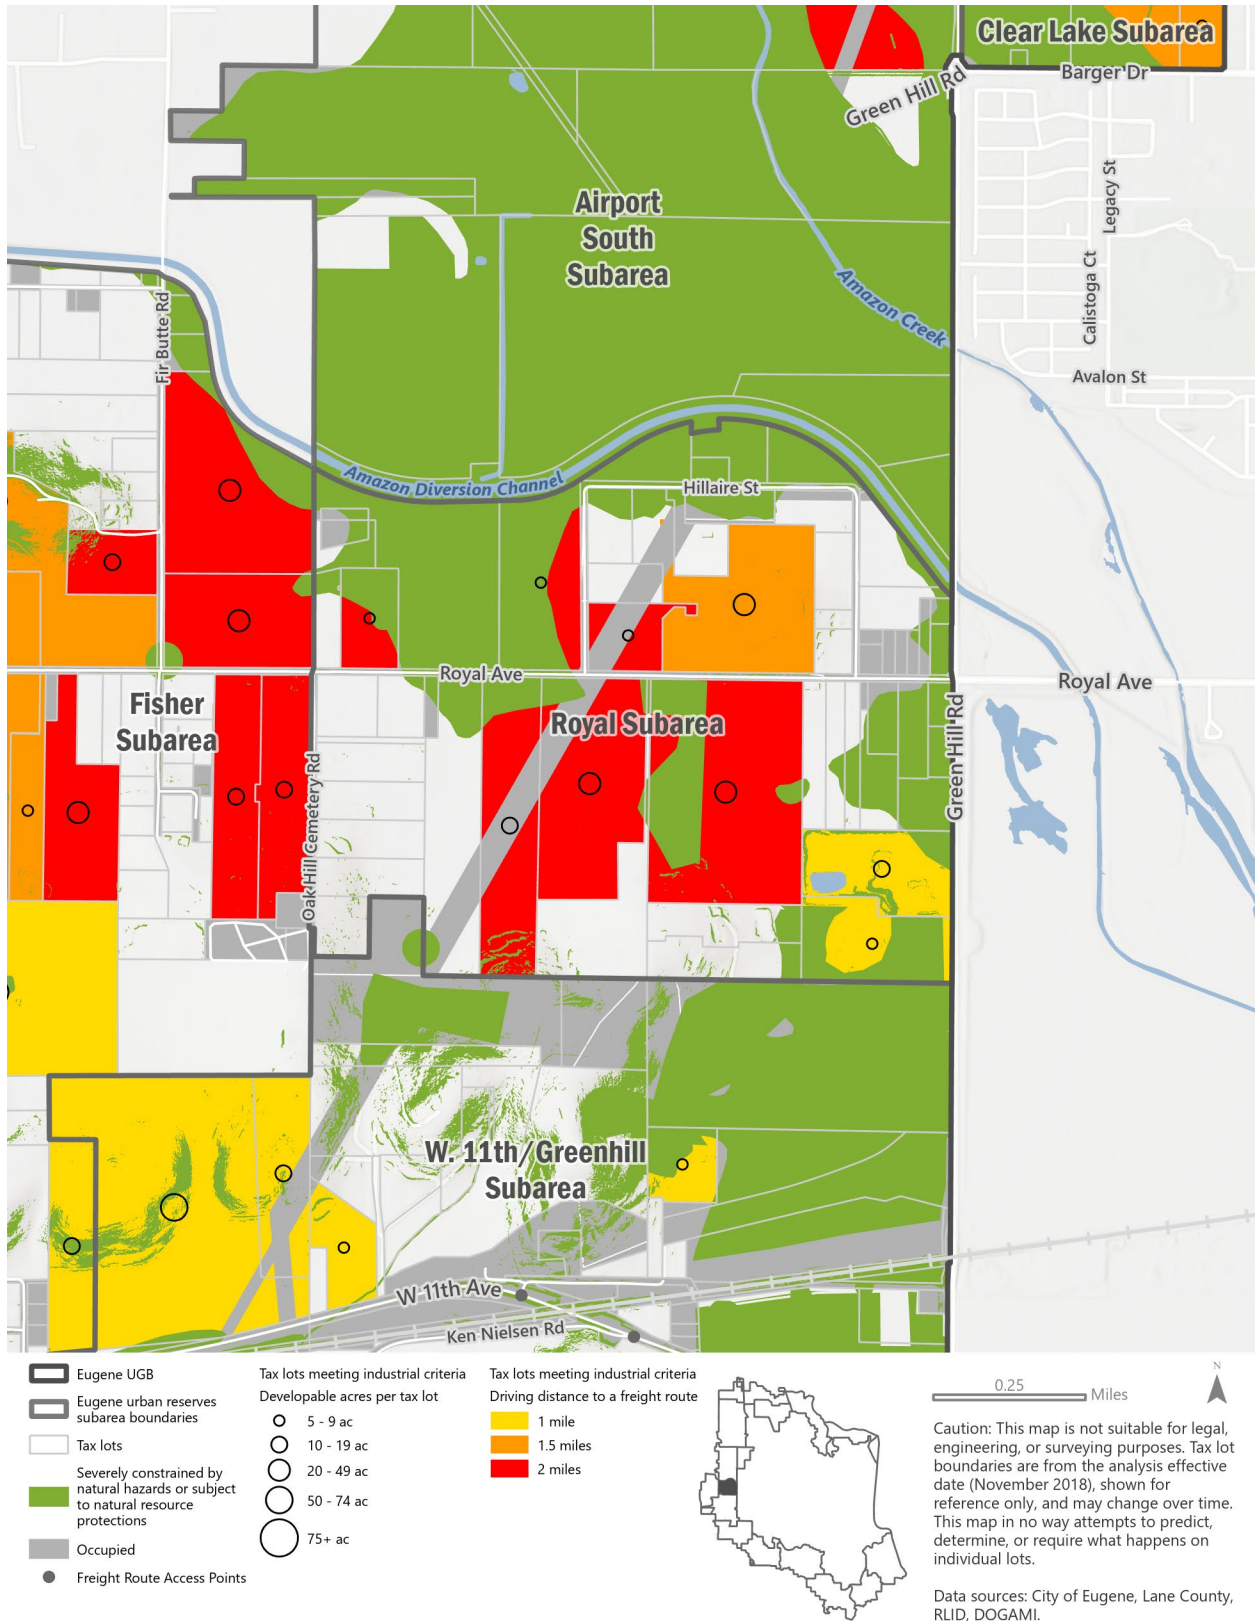 Clear Lake Subarea
Barger Dr
Green Hill Rd
Legacy St
Airport
South
Subarea
Calistoga Ct
Amazon Creek
Fir Butte Rd
Avalon St
Amazon Diversion Channel
Hillaire St
Royal Ave
Royal Ave
Fisher
Subarea
Royal Subarea
Green Hill Rd
Oak Hill Cemetery Rd
W. 11th/Greenhill
Subarea
W 11th Ave
Ken Nielsen Rd
Eugene UGB
Eugene urban reserves
subarea boundaries
Tax lots
Severely constrained by
natural hazards or subject
to natural resource
protections
Occupied
Freight Route Access Points
Tax lots meeting industrial criteria
Developable acres per tax lot
5 - 9 ac
10 - 19 ac
20 - 49 ac
50 - 74 ac
75+ ac
Tax lots meeting industrial criteria
Driving distance to a freight route
1 mile
1.5 miles
2 miles
N
0.25
Miles
Caution: This map is not suitable for legal,
engineering, or surveying purposes. Tax lot
boundaries are from the analysis effective
date (November 2018), shown for
reference only, and may change over time.
This map in no way attempts to predict,
determine, or require what happens on
individual lots.
Data sources: City of Eugene, Lane County,
RLID, DOGAMI.